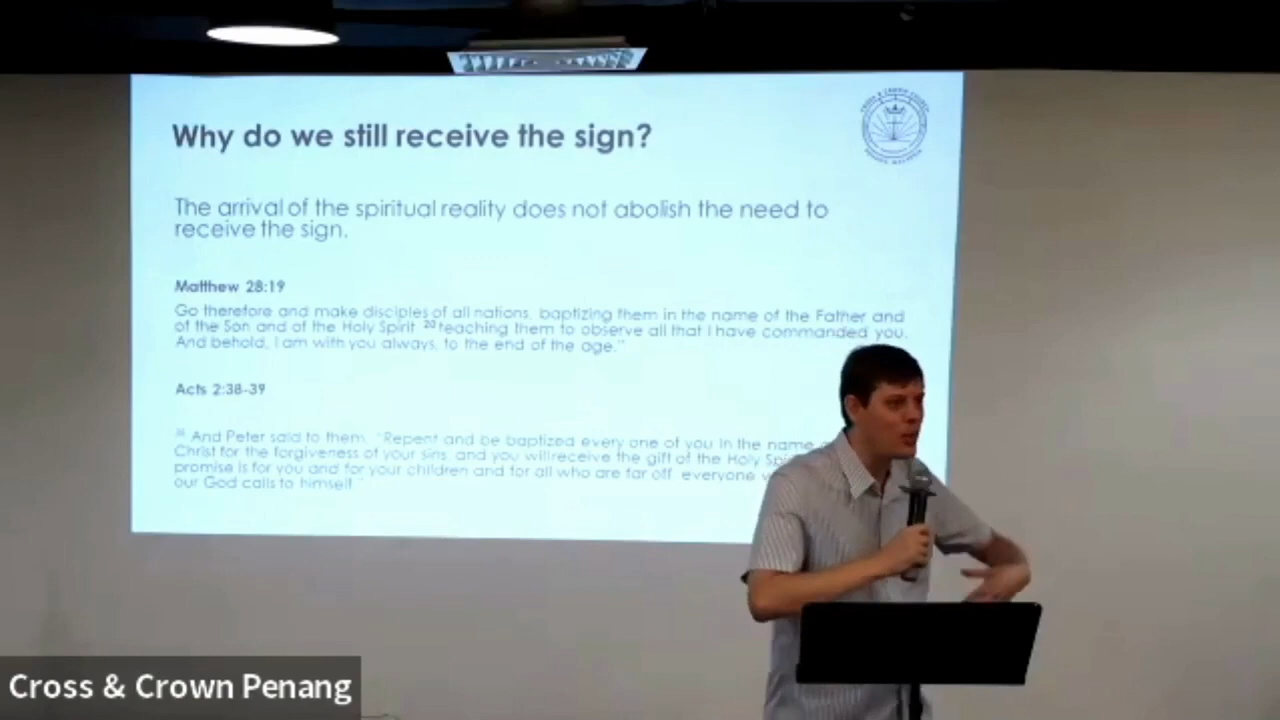 Why do we still receive the sign?
CROSS & CROWN CHURCH
The arrival of the spiritual reality does not abolish the need to
receive the sign.
Matthew 28:19
Go therefore and make disciples of all nations, baptizing them in the name of the Father and
of the Son and of the Holy Spirit 20 teaching them to observe all that I have commanded you.
And behold, I am with you always, to the end of the age."
Acts 2:38-39
And Peter said to them, "Repent and be baptized every one of you in the name
Christ for the forgiveness of your sins, and you willreceive the gift of the Holy
promise is for you and for your children and for all who are far off everyone
our God calls to himself
Cross & Crown Penang